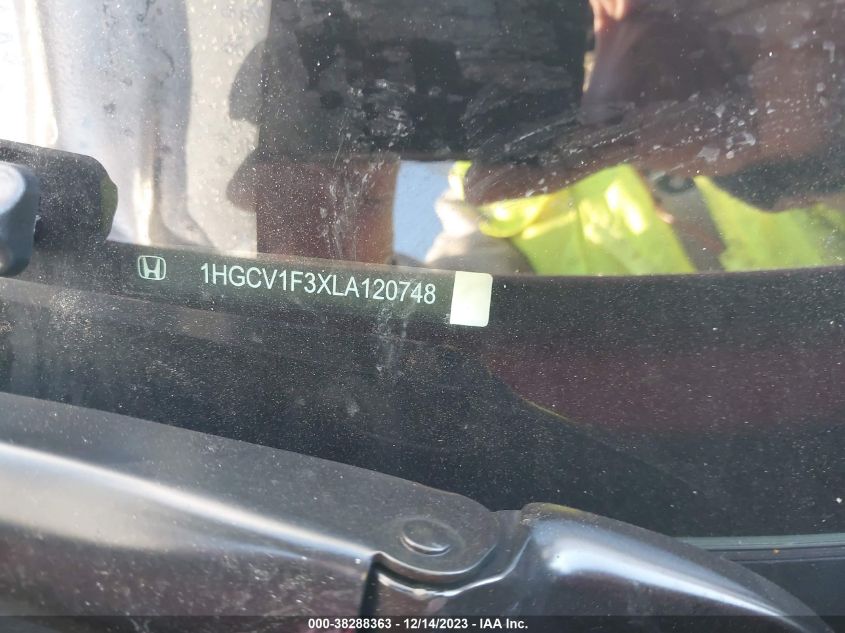 1HGCV1F3XLA120748
000-38288363 - 12/14/2023 - IAA Inc.